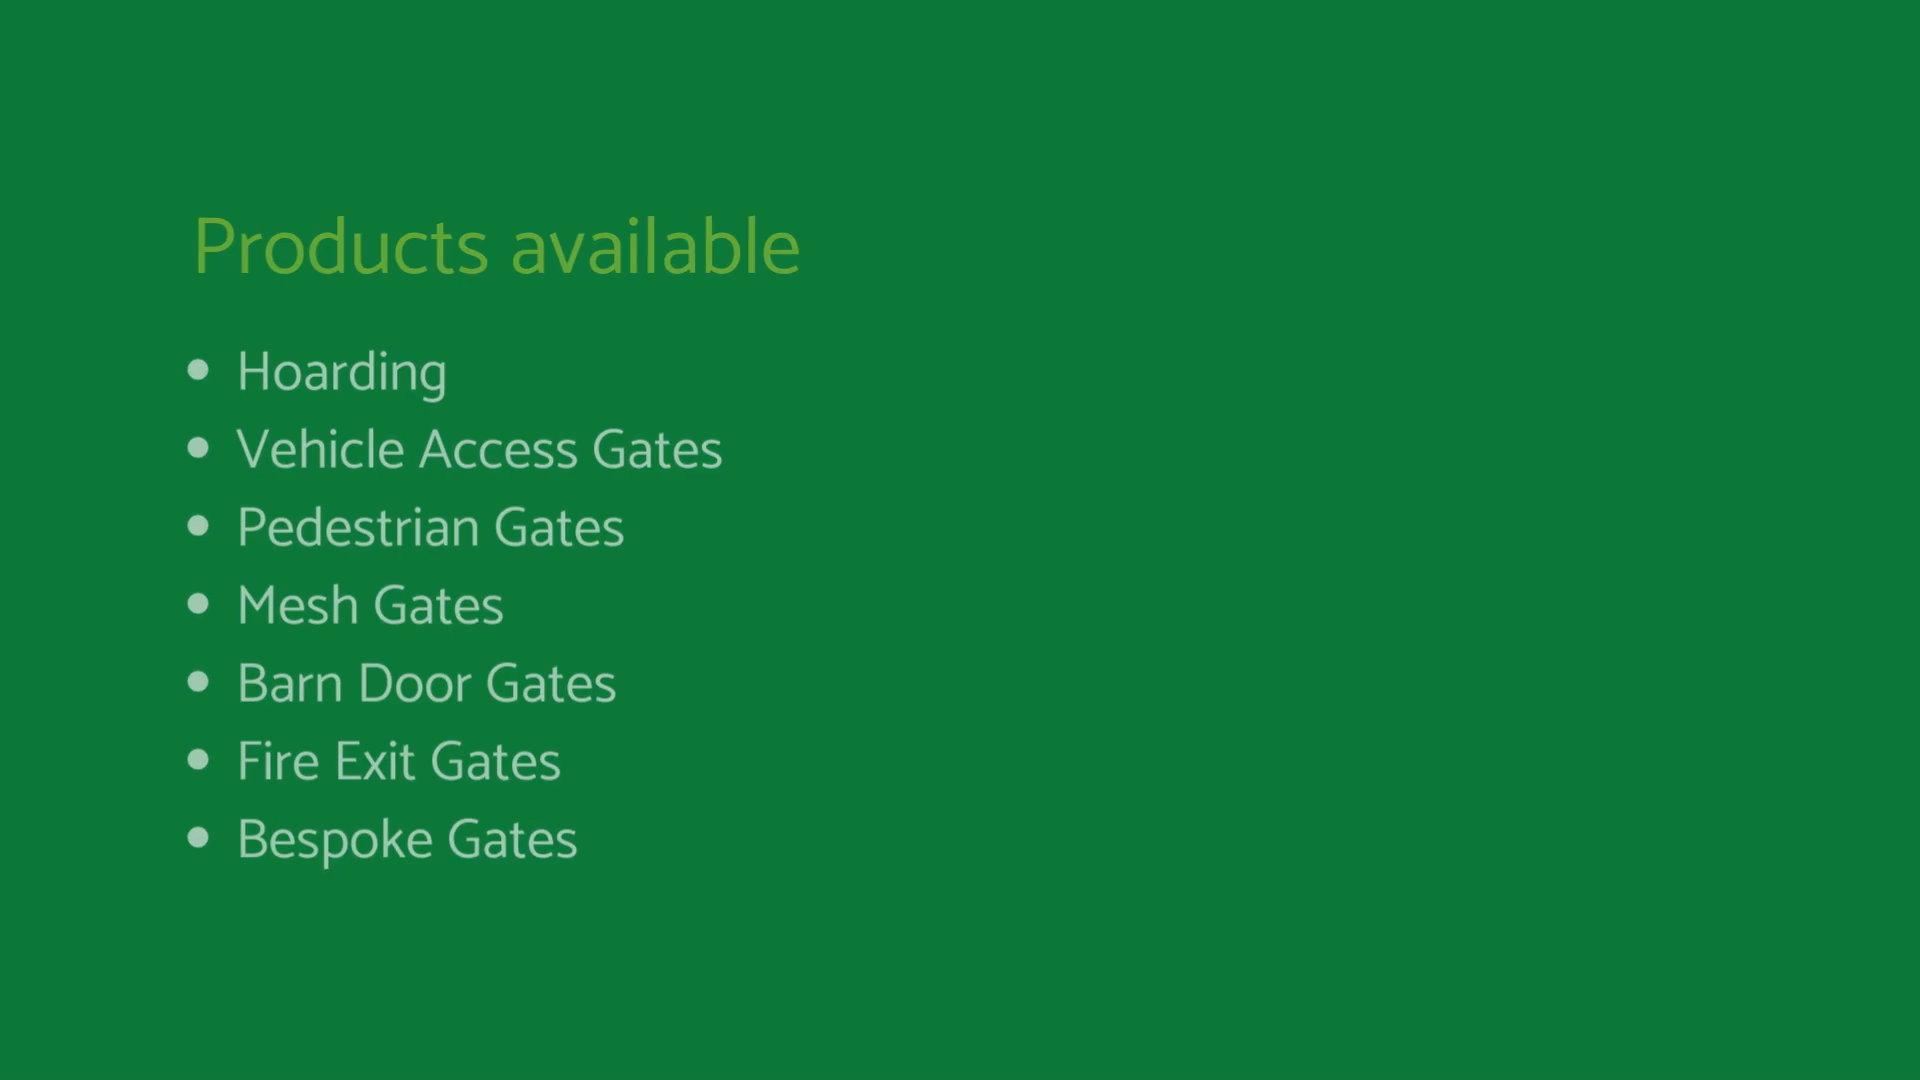 Products available
• Hoarding
• Vehicle Access Gates
• Pedestrian Gates
• Mesh Gates
• Barn Door Gates
• Fire Exit Gates
• Bespoke Gates